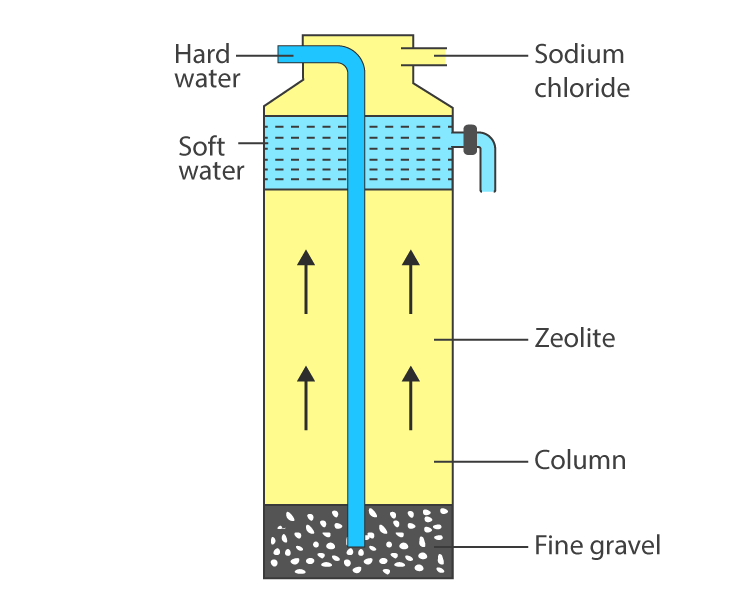 Hard
water
Sodium
chloride
Soft
water
Zeolite
Column
Fine gravel